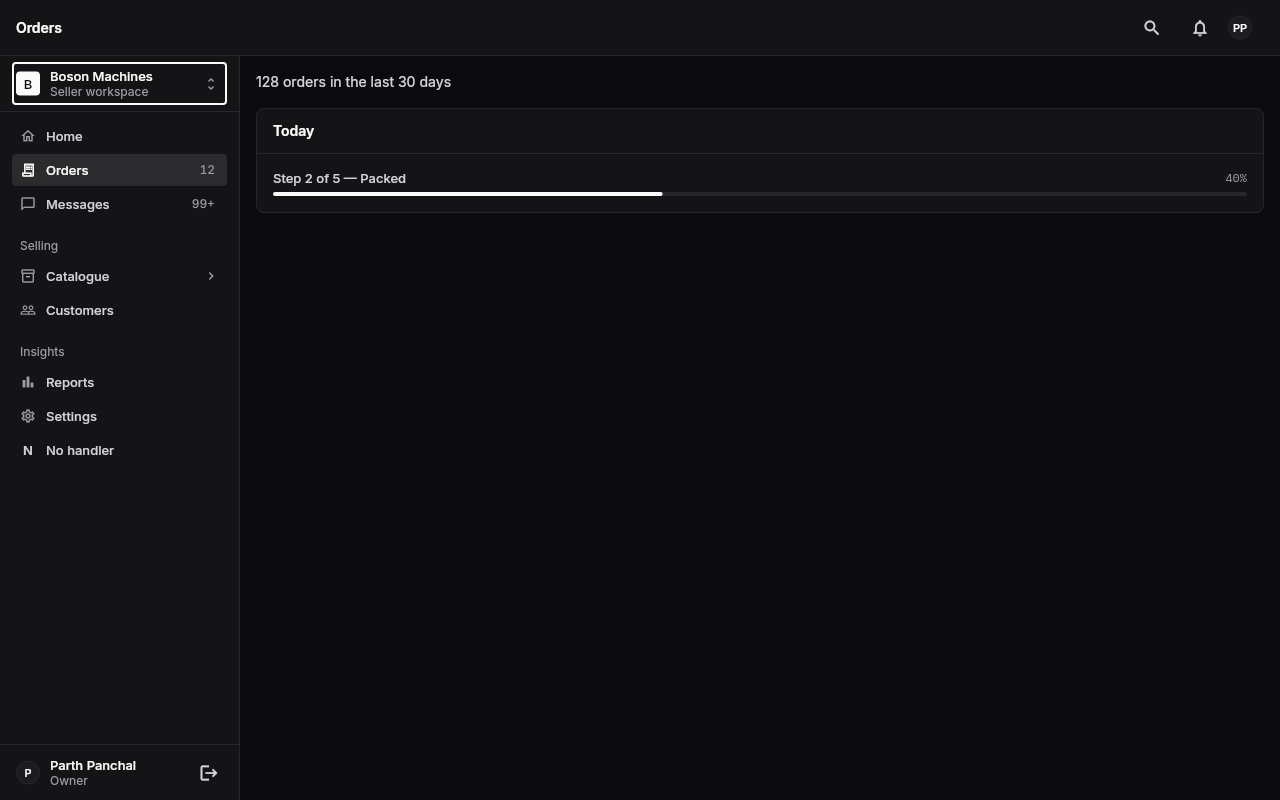 Orders
PP
B
Boson Machines
Seller workspace
Home
Orders 12
Messages 99+
Selling
Catalogue
Customers
Insights
Reports
Settings
N No handler
P
Parth Panchal
Owner
128 orders in the last 30 days
Today
Step 2 of 5 — Packed 40%